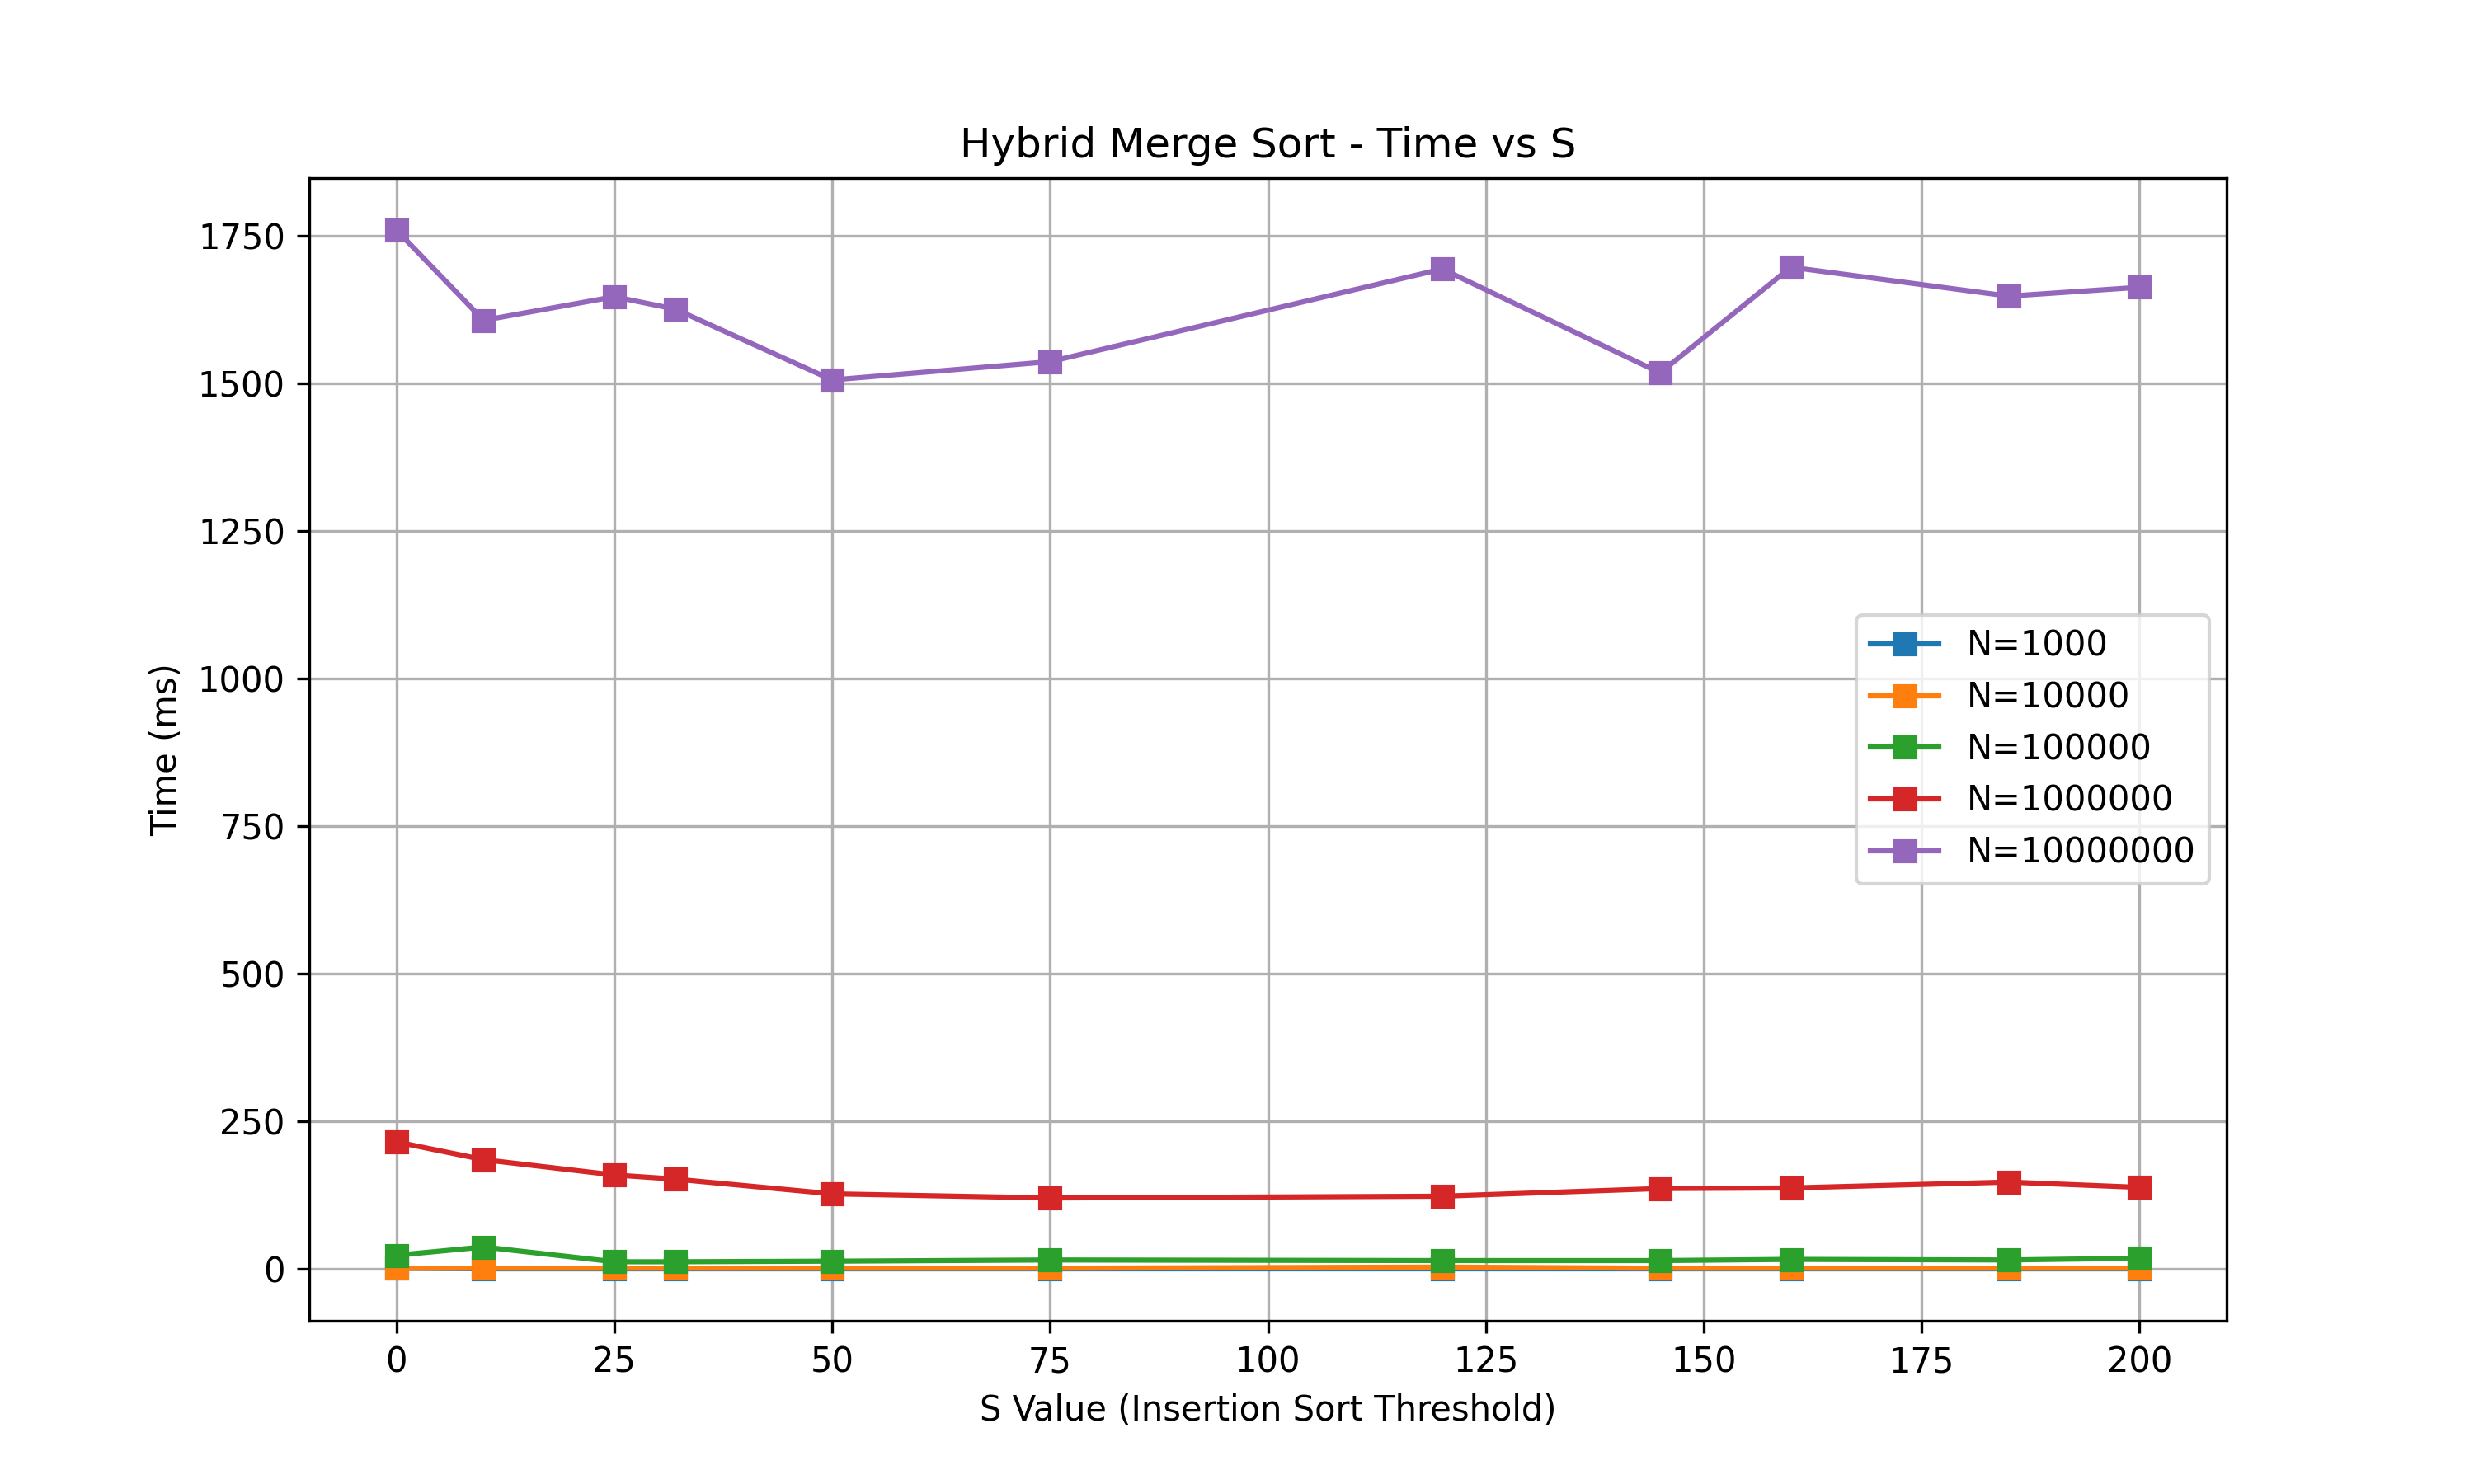 Hybrid Merge Sort - Time vs S
1750
1500
1250
1000
750
500
250
0
Time (ms)
N=1000
N=10000
N=100000
N=1000000
N=10000000
0 25 50 75 100 125 150 175 200
S Value (Insertion Sort Threshold)